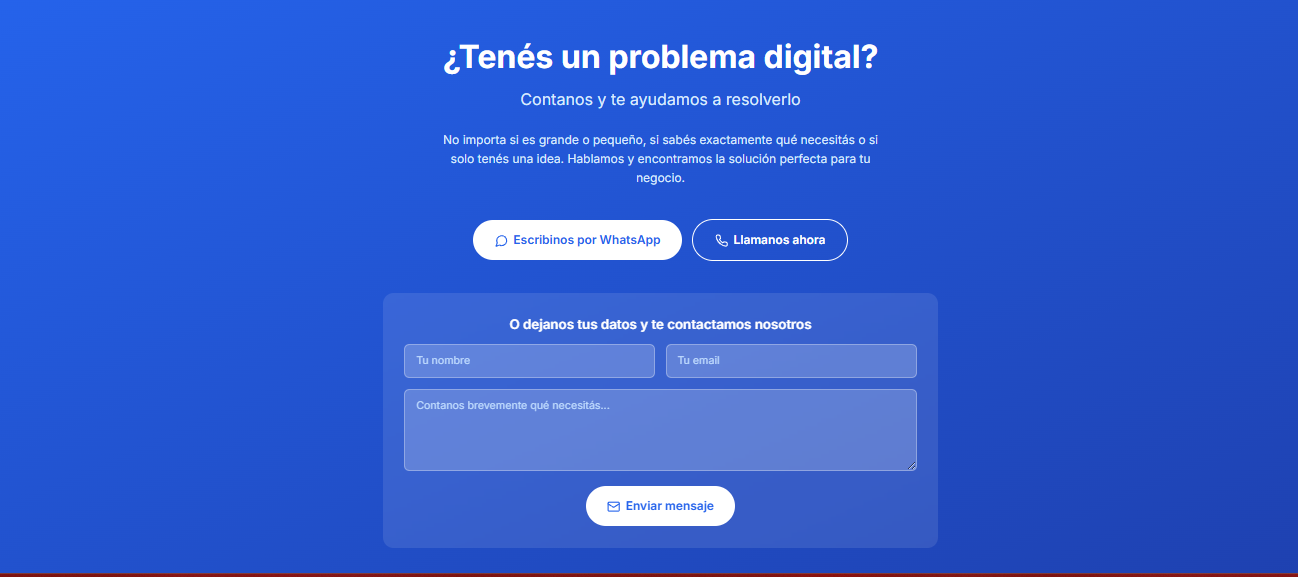 ¿Tenés un problema digital?
Contanos y te ayudamos a resolverlo
No importa si es grande o pequeño, si sabés exactamente qué necesitás o si
solo tenés una idea. Hablamos y encontramos la solución perfecta para tu
negocio.
Escribinos por WhatsApp
Llamanos ahora
O dejanos tus datos y te contactamos nosotros
Tu nombre
Tu email
Contanos brevemente qué necesitás...
Enviar mensaje